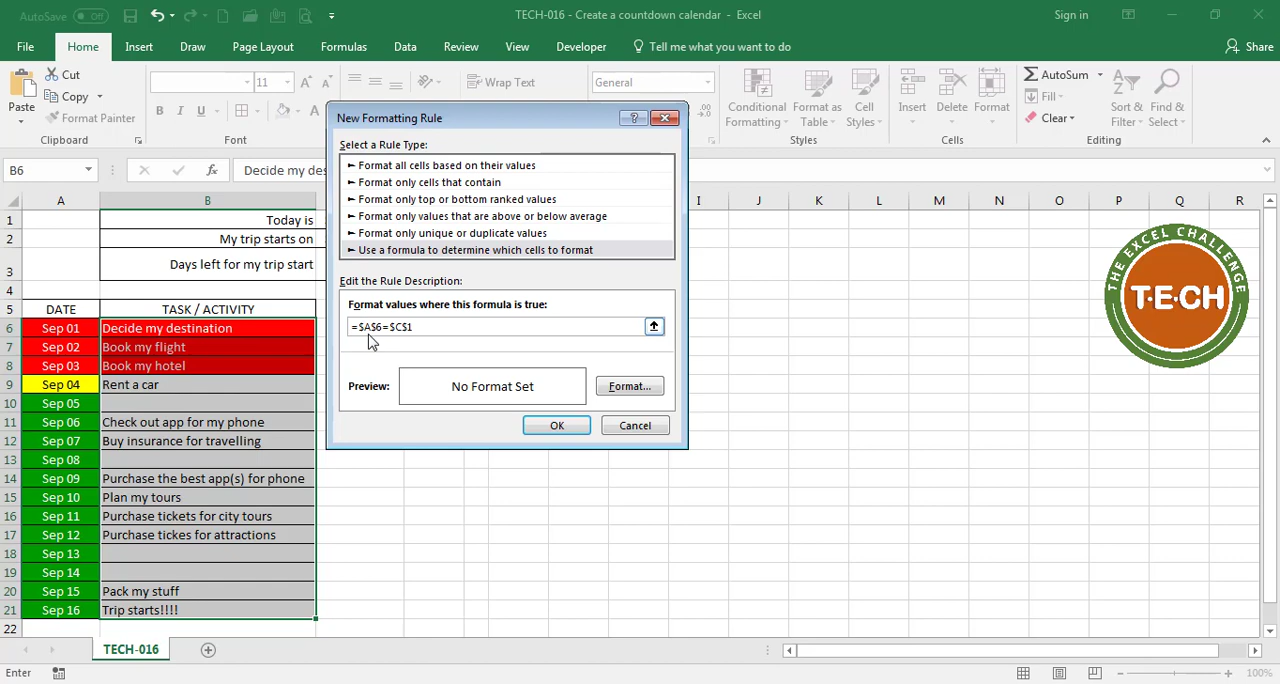 AutoSave Off
TECH-016 - Create a countdown calendar - Excel
Sign in
File Home Insert Draw Page Layout Formulas Data Review View Developer Tell me what you want to do Share
Paste
Cut
Copy
Format Painter
Clipboard
11 A A
B I U A
Font
Wrap Text
General
Conditional Formatting
Format as Table
Cell Styles
Styles
Insert Delete Format
Cells
AutoSum
Fill
Clear
Sort & Filter
Find & Select
Editing
B6 fx Decide my des
A B I J K L M N O P Q R
1 Today is
2 My trip starts on
3 Days left for my trip start
4
5 DATE TASK / ACTIVITY
6 Sep 01 Decide my destination
7 Sep 02 Book my flight
8 Sep 03 Book my hotel
9 Sep 04 Rent a car
10 Sep 05
11 Sep 06 Check out app for my phone
12 Sep 07 Buy insurance for travelling
13 Sep 08
14 Sep 09 Purchase the best app(s) for phone
15 Sep 10 Plan my tours
16 Sep 11 Purchase tickets for city tours
17 Sep 12 Purchase tickes for attractions
18 Sep 13
19 Sep 14
20 Sep 15 Pack my stuff
21 Sep 16 Trip starts!!!!
22
New Formatting Rule
?
Select a Rule Type:
► Format all cells based on their values
► Format only cells that contain
► Format only top or bottom ranked values
► Format only values that are above or below average
► Format only unique or duplicate values
► Use a formula to determine which cells to format
Edit the Rule Description:
Format values where this formula is true:
=$A$6=$C$1
Preview:
No Format Set
Format...
OK
Cancel
THE EXCEL CHALLENGE
T·E·CH
TECH-016
Enter
100%